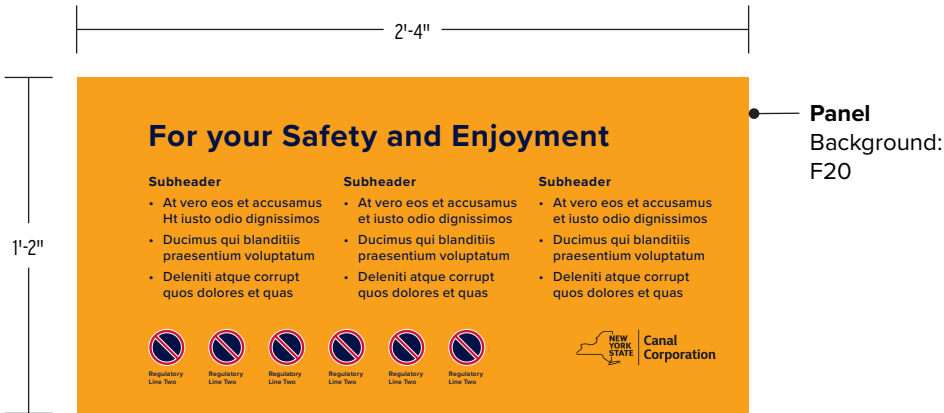 2'-4"
1'-2"
Panel
Background:
F20
For your Safety and Enjoyment
Subheader
• At vero eos et accusamus
Ht iusto odio dignissimos
• Ducimus qui blanditiis
praesentium voluptatum
• Deleniti atque corrupt
quos dolores et quas
Subheader
• At vero eos et accusamus
et iusto odio dignissimos
• Ducimus qui blanditiis
praesentium voluptatum
• Deleniti atque corrupt
quos dolores et quas
Subheader
• At vero eos et accusamus
et iusto odio dignissimos
• Ducimus qui blanditiis
praesentium voluptatum
• Deleniti atque corrupt
quos dolores et quas
Regulatory
Line Two
Regulatory
Line Two
Regulatory
Line Two
Regulatory
Line Two
Regulatory
Line Two
Regulatory
Line Two
NEW
YORK
STATE
Canal
Corporation